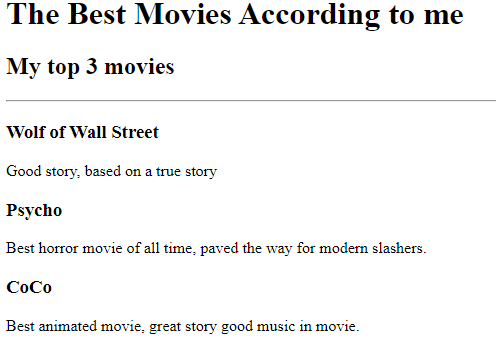 The Best Movies According to me
My top 3 movies
Wolf of Wall Street
Good story, based on a true story
Psycho
Best horror movie of all time, paved the way for modern slashers.
CoCo
Best animated movie, great story good music in movie.